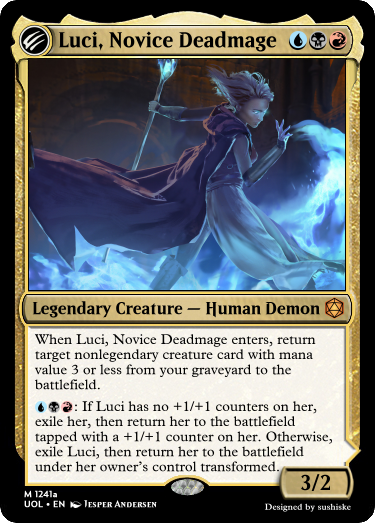 Luci, Novice Deadmage
Legendary Creature — Human Demon
When Luci, Novice Deadmage enters, return
target nonlegendary creature card with mana
value 3 or less from your graveyard to the
battlefield.
: If Luci has no +1/+1 counters on her,
exile her, then return her to the battlefield
tapped with a +1/+1 counter on her. Otherwise,
exile Luci, then return her to the battlefield
under her owner's control transformed.
3/2
M 1241a
UOL • EN Jesper Andersen
Designed by sushiske